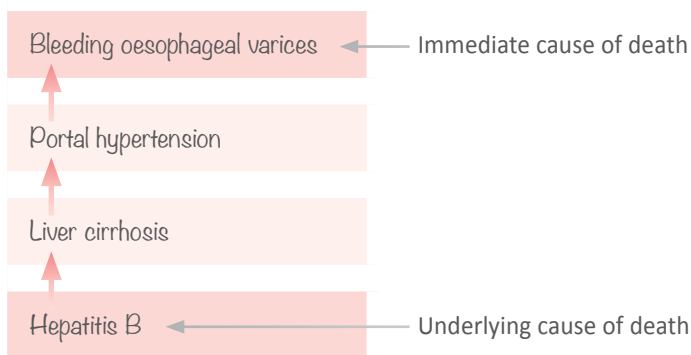 Bleeding oesophageal varices
Immediate cause of death
Portal hypertension
Liver cirrhosis
Hepatitis B
Underlying cause of death